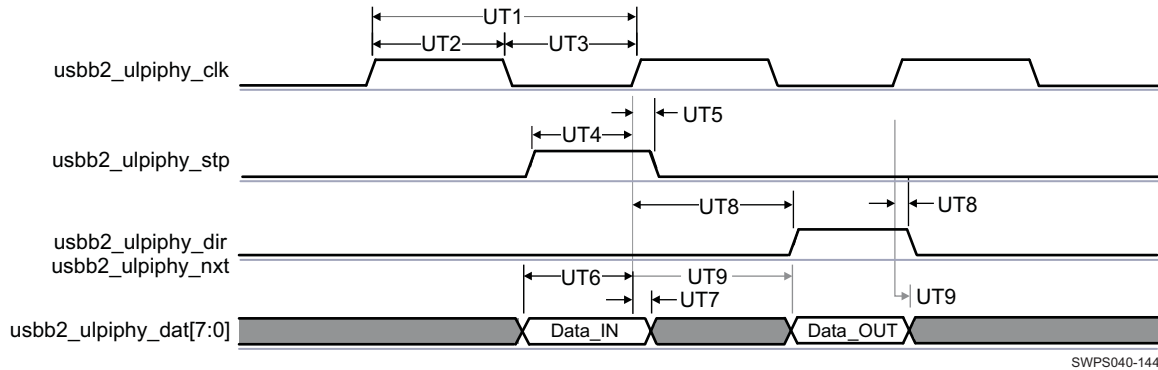 UT1
UT2
UT3
usbb2_ulpiphy_clk
UT5
UT4
usbb2_ulpiphy_stp
UT8
UT8
usbb2_ulpiphy_dir
usbb2_ulpiphy_nxt
UT6
UT9
UT7
UT9
usbb2_ulpiphy_dat[7:0]
Data_IN
Data_OUT
SWPS040-144